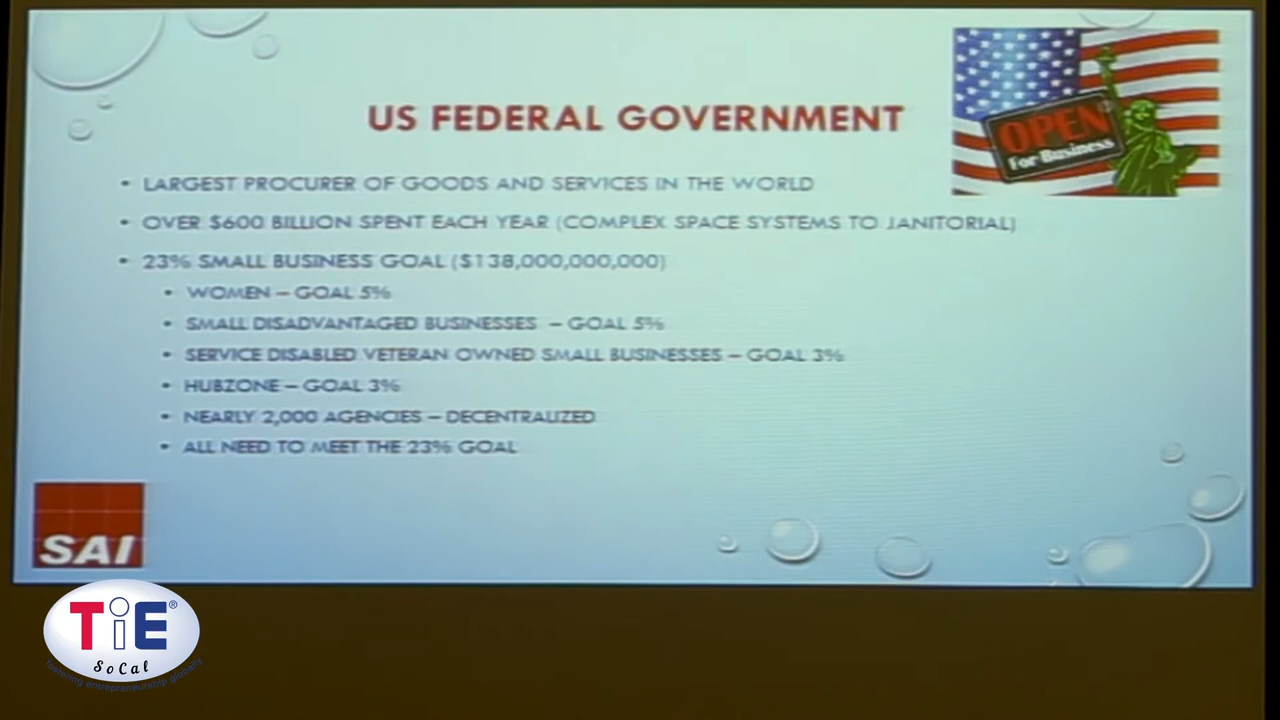 US FEDERAL GOVERNMENT
OPEN
For Business
• LARGEST PROCURER OF GOODS AND SERVICES IN THE WORLD
• OVER $600 BILLION SPENT EACH YEAR (COMPLEX SPACE SYSTEMS TO JANITORIAL)
• 23% SMALL BUSINESS GOAL ($138,000,000,000)
• WOMEN – GOAL 5%
• SMALL DISADVANTAGED BUSINESSES – GOAL 5%
• SERVICE DISABLED VETERAN OWNED SMALL BUSINESSES – GOAL 3%
• HUBZONE – GOAL 3%
• NEARLY 2,000 AGENCIES – DECENTRALIZED
• ALL NEED TO MEET THE 23% GOAL
SAI
TiE®
SoCal
fostering entrepreneurship globally